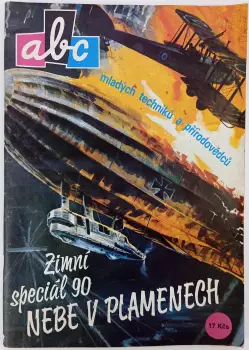 abc
mladých techniků a přírodovědců
Zimní
speciál 90
NEBE V PLAMENECH
17 Kčs